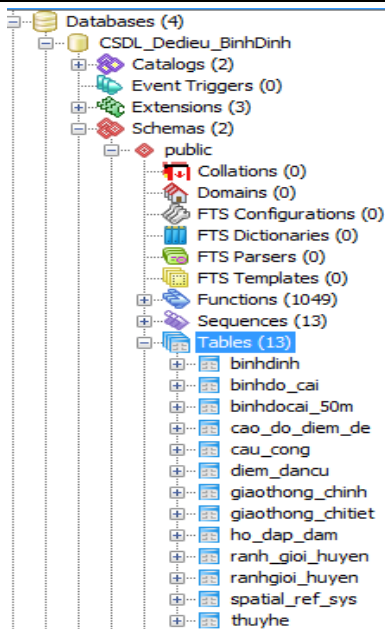 Databases (4)
CSDL_Dedieu_BinhDinh
Catalogs (2)
Event Triggers (0)
Extensions (3)
Schemas (2)
public
Collations (0)
Domains (0)
FTS Configurations (0)
FTS Dictionaries (0)
FTS Parsers (0)
FTS Templates (0)
Functions (1049)
Sequences (13)
Tables (13)
binhdinh
binhdo_cai
binhdocai_50m
cao_do_diem_de
cau_cong
diem_dancu
giaothong_chinh
giaothong_chitiet
ho_dap_dam
ranh_gioi_huyen
ranhgioi_huyen
spatial_ref_sys
thuyhe